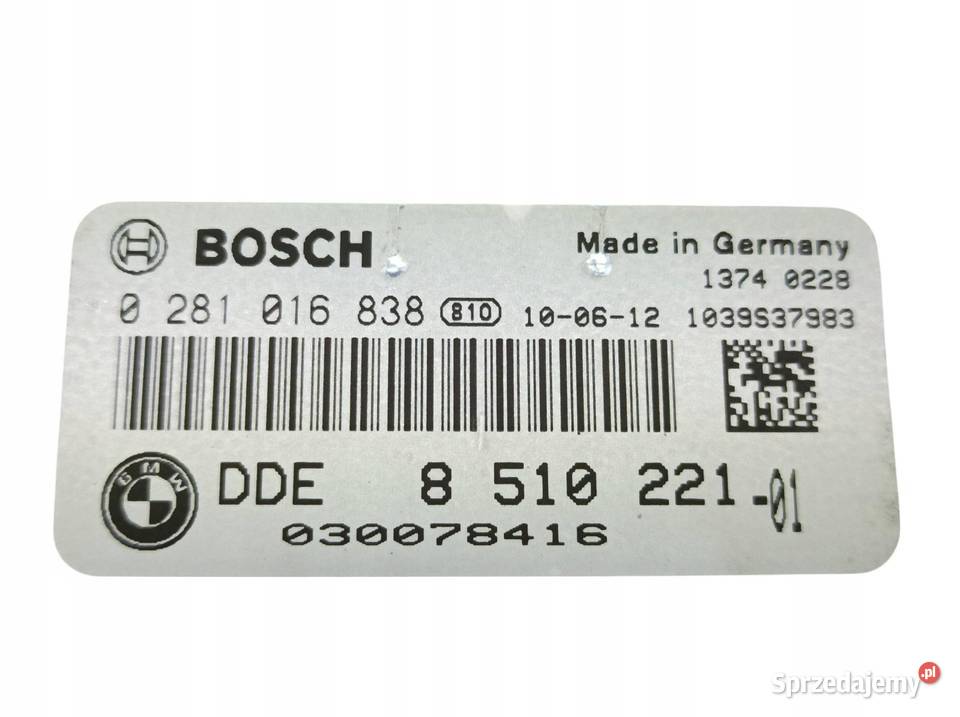 BOSCH
Made in Germany
1374 0228
0 281 016 838 810 10-06-12 1039S37983
BMW
DDE 8 510 221-01
030078416
Sprzedajemy.pl